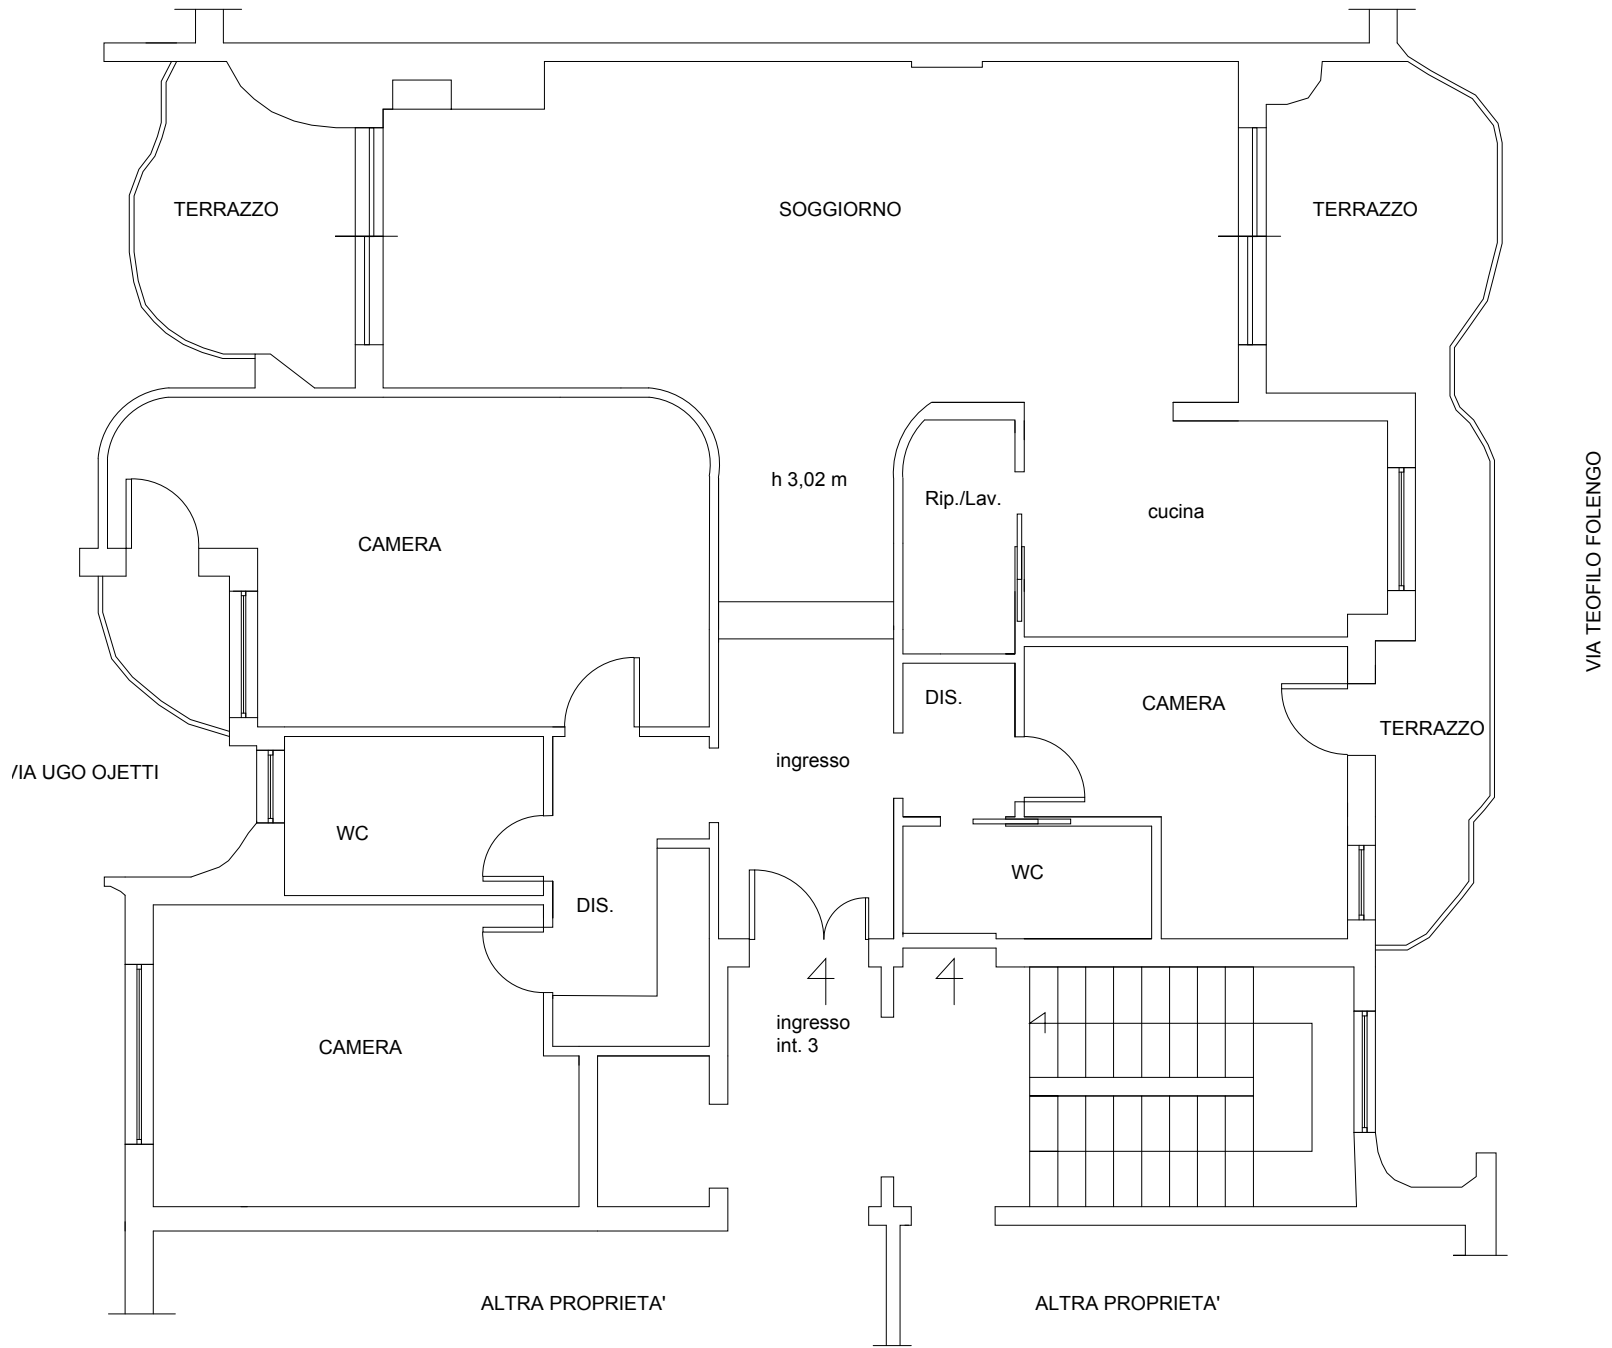 TERRAZZO
SOGGIORNO
TERRAZZO
h 3,02 m
Rip./Lav.
cucina
CAMERA
VIA TEOFILO FOLENGO
DIS.
CAMERA
TERRAZZO
ingresso
/IA UGO OJETTI
WC
WC
DIS.
ingresso
int. 3
CAMERA
ALTRA PROPRIETA'
ALTRA PROPRIETA'